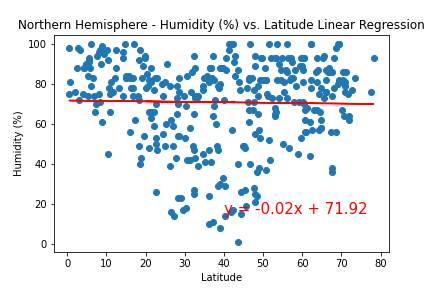 Northern Hemisphere - Humidity (%) vs. Latitude Linear Regression
100
80
60
40
20
0
Humidity (%)
y = -0.02x + 71.92
0 10 20 30 40 50 60 70 80
Latitude